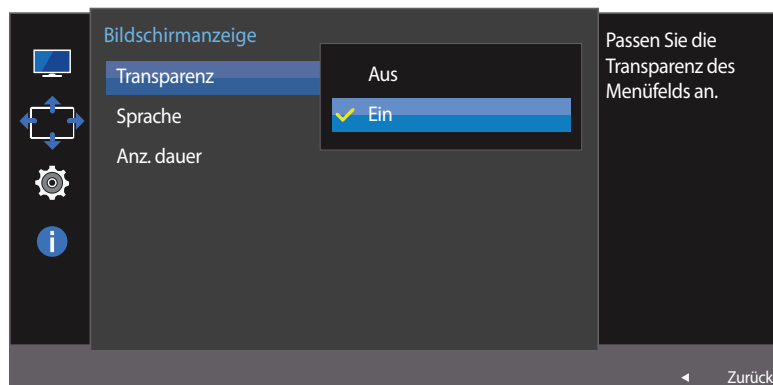 Bildschirmanzeige
Transparenz
Sprache
Anz. dauer
Aus
Ein
Passen Sie die
Transparenz des
Menüfelds an.
Zurück